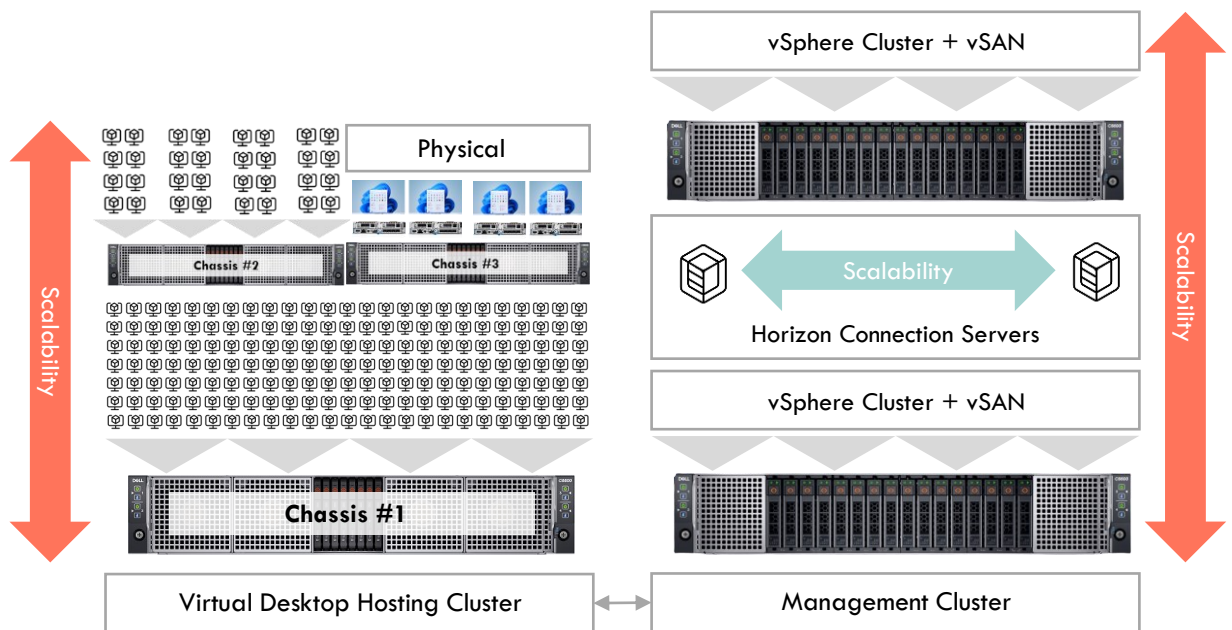 vSphere Cluster + vSAN
Physical
Chassis #2
Chassis #3
Scalability
Scalability
Scalability
Horizon Connection Servers
vSphere Cluster + vSAN
Chassis #1
Virtual Desktop Hosting Cluster
Management Cluster